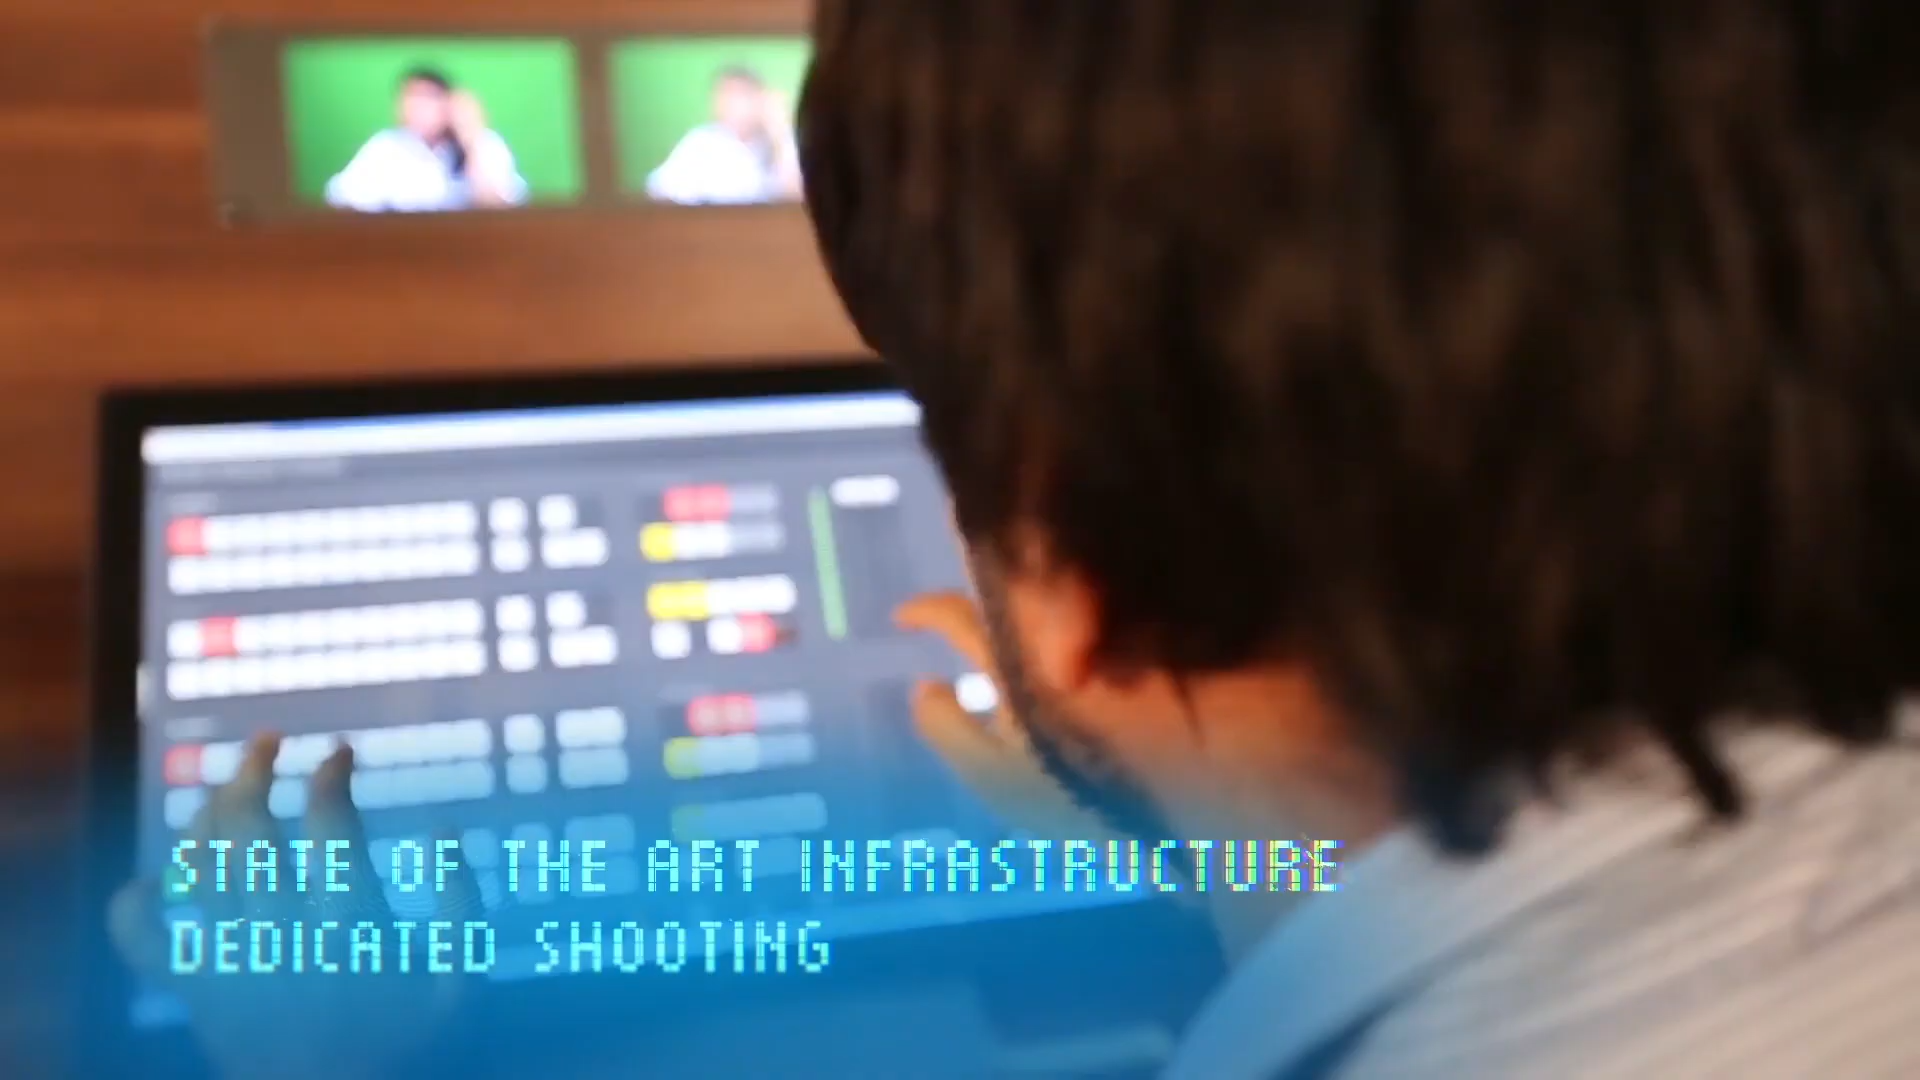 STATE OF THE ART INFRASTRUCTURE
DEDICATED SHOOTING